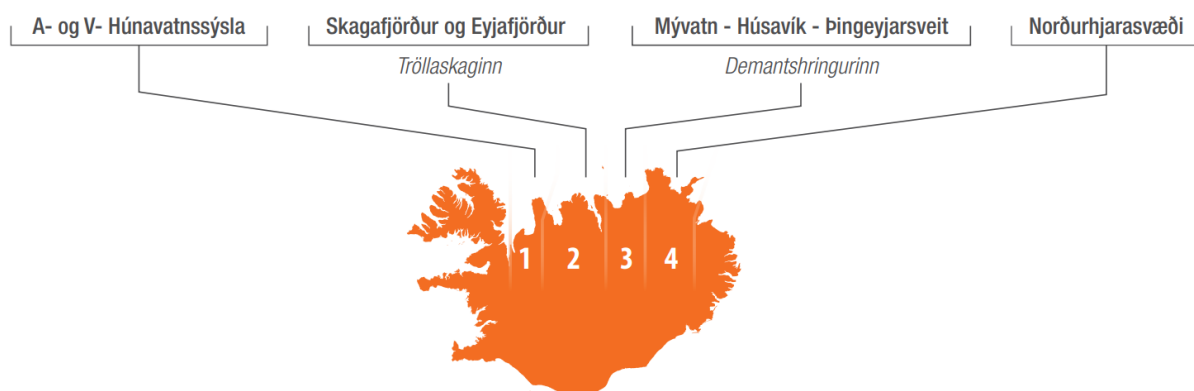 A- og V- Húnavatnssýsla
Skagafjörður og Eyjafjörður
Tröllaskaginn
Mývatn - Húsavík - Þingeyjarsveit
Demantshringurinn
Norðurhjarasvæði
1
2
3
4